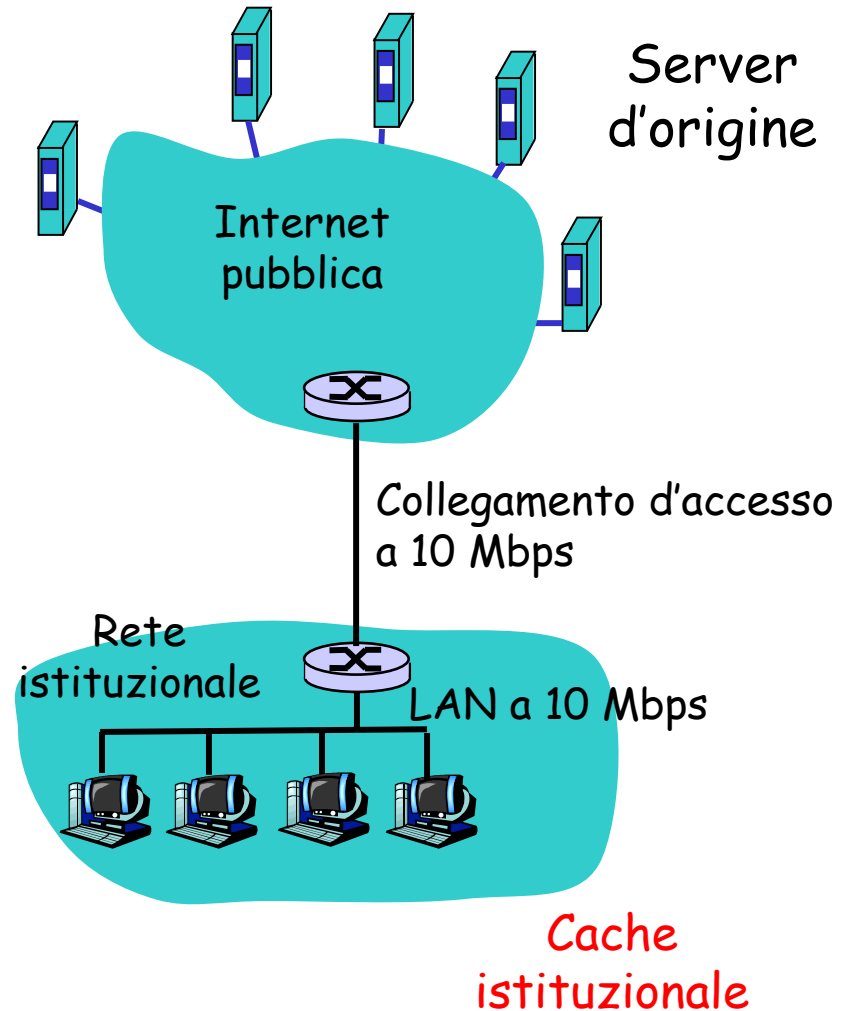 Server
d'origine
Internet
pubblica
Collegamento d'accesso
a 10 Mbps
Rete
istituzionale
LAN a 10 Mbps
Cache
istituzionale